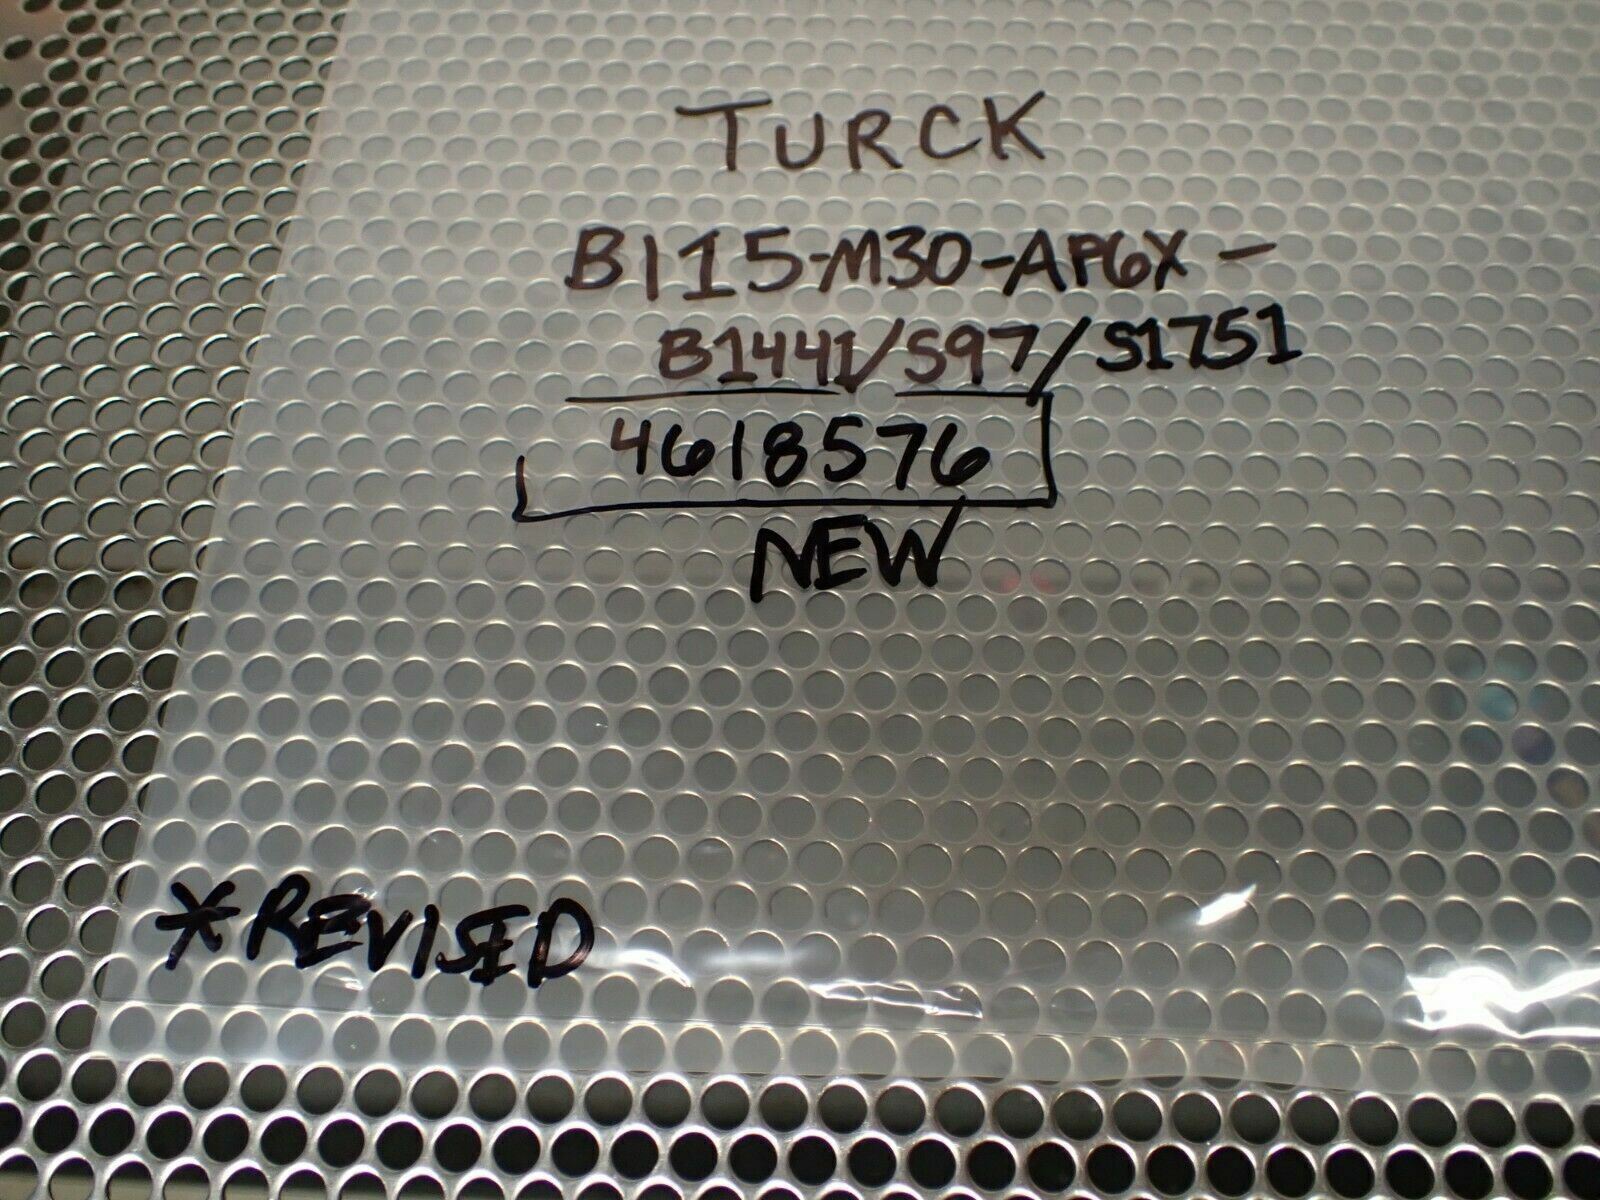 TURCK
BI15-M30-AP6X-
B1441/S97/S1751
4618576
NEW
*REVISED